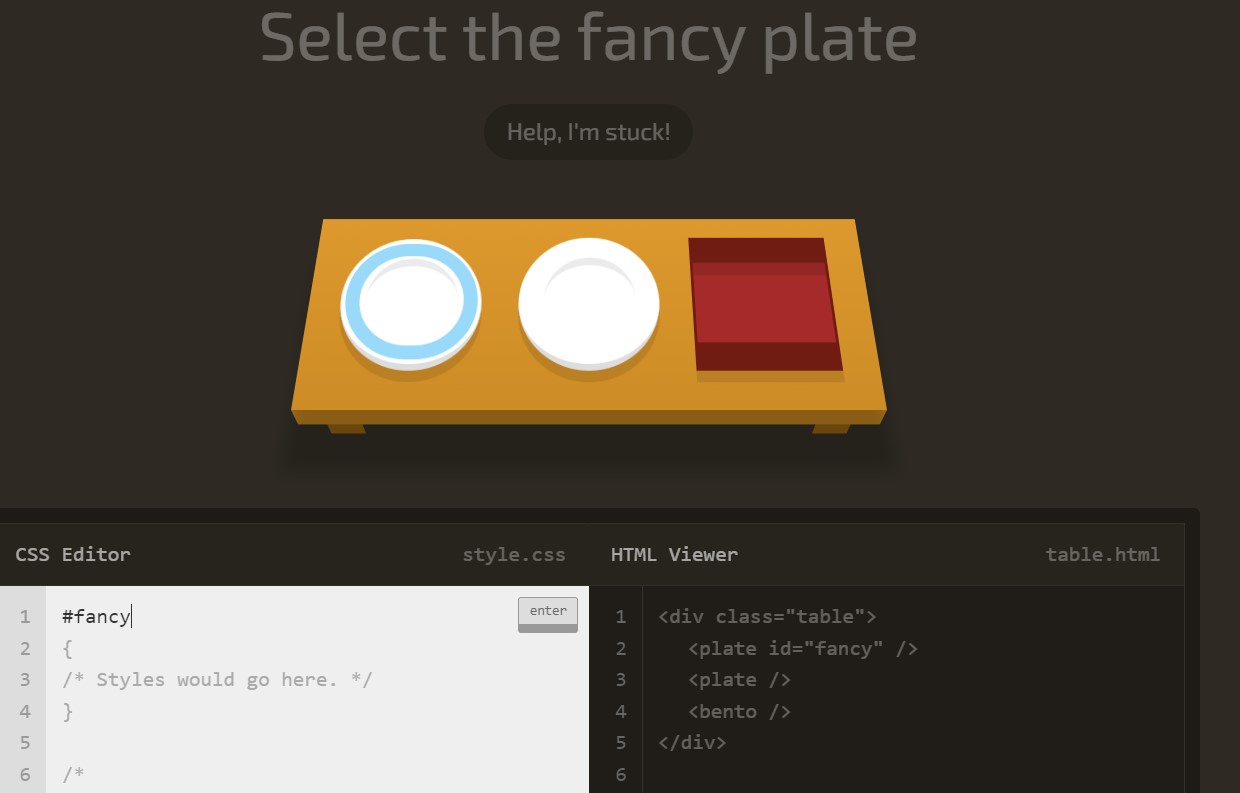 Select the fancy plate
Help, I'm stuck!
CSS Editor
style.css
1 #fancy
enter
2 {
3 /* Styles would go here. */
4 }
5
6 /*
HTML Viewer
table.html
1 <div class="table">
2 <plate id="fancy" />
3 <plate />
4 <bento />
5 </div>
6